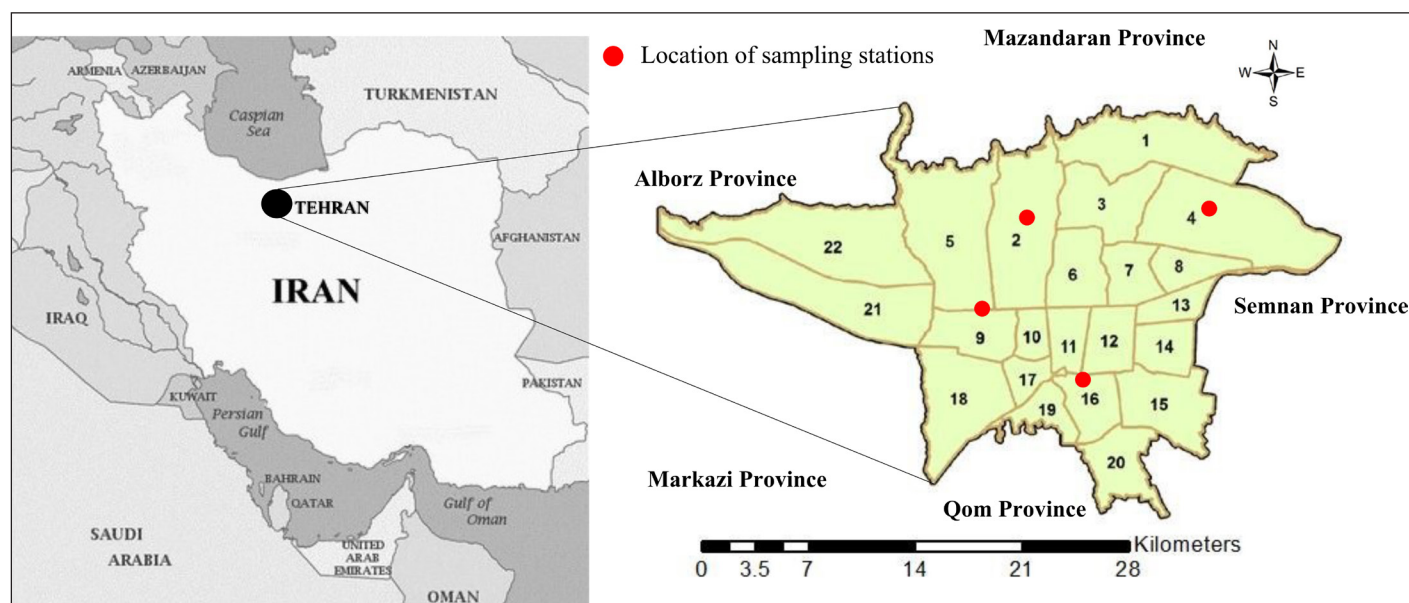 ARMENIA
AZERBAIJAN
Caspian
Sea
TURKMENISTAN
TEHRAN
AFGHANISTAN
IRAN
IRAQ
PAKISTAN
KUWAIT
Persian
Gulf
BAHRAIN
QATAR
Gulf of
Oman
SAUDI
ARABIA
UNITED
ARAB
EMIRATES
OMAN
Location of sampling stations
Mazandaran Province
N
W E
S
Alborz Province
Semnan Province
Markazi Province
Qom Province
1
3
4
2
5
22
6
7
8
13
21
9
10
11
12
14
17
18
19
16
15
20
Kilometers
0 3.5 7 14 21 28